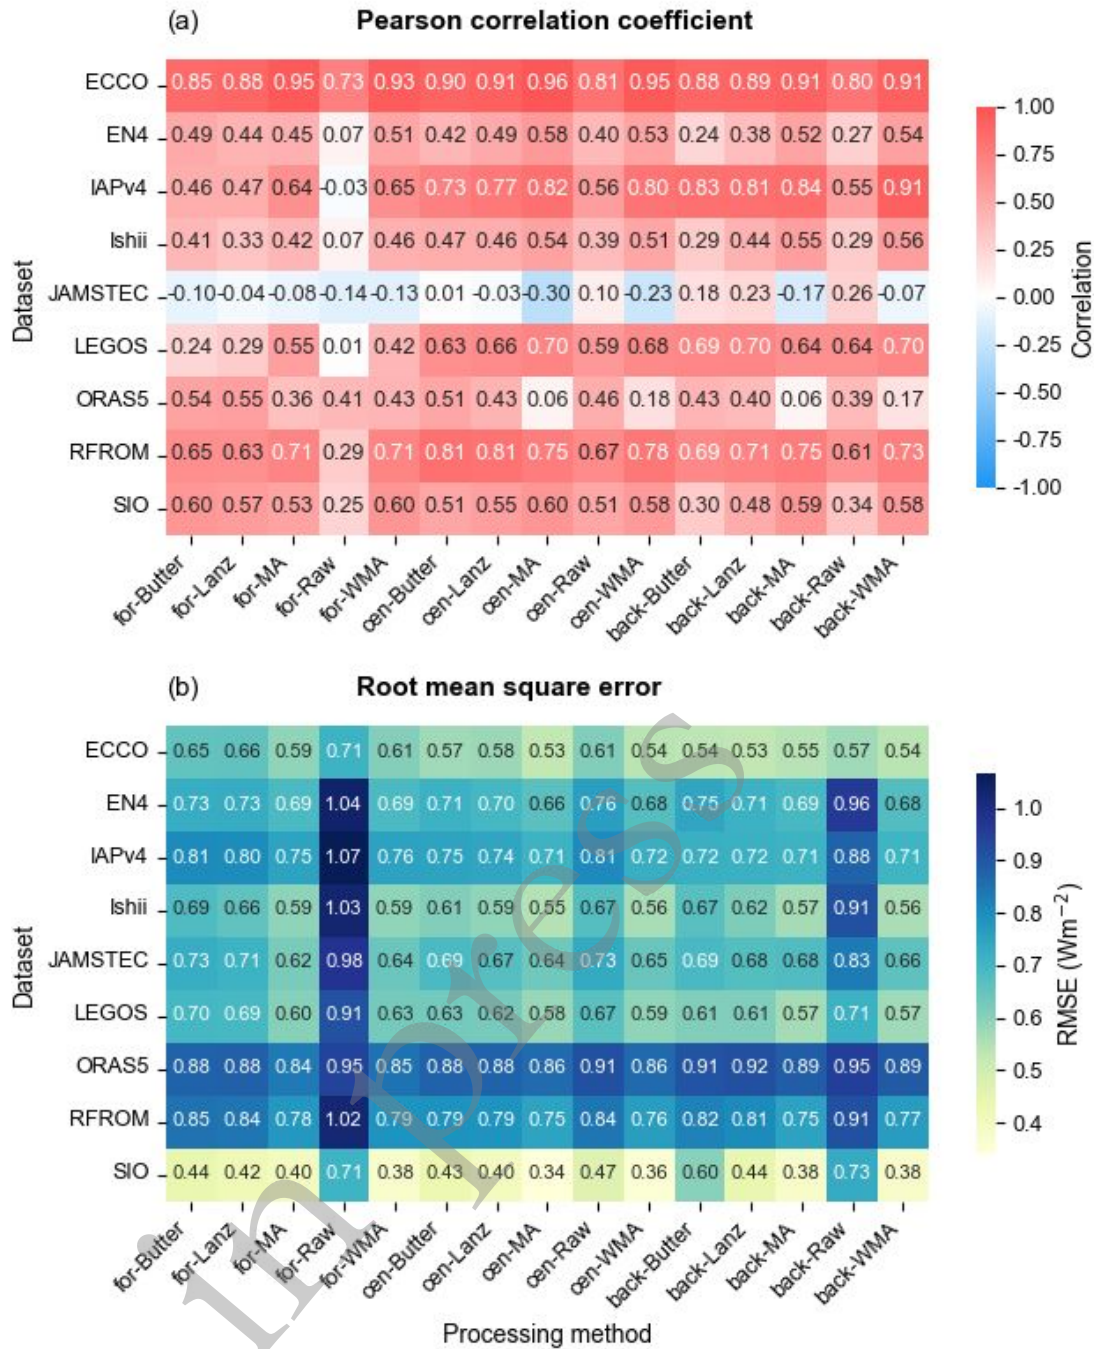 (a) Pearson correlation coefficient
ECCO 0.85 0.88 0.95 0.73 0.93 0.90 0.91 0.96 0.81 0.95 0.88 0.89 0.91 0.80 0.91
EN4 0.49 0.44 0.45 0.07 0.51 0.42 0.49 0.58 0.40 0.53 0.24 0.38 0.52 0.27 0.54
IAPv4 0.46 0.47 0.64 -0.03 0.65 0.73 0.77 0.82 0.56 0.80 0.83 0.81 0.84 0.55 0.91
Ishii 0.41 0.33 0.42 0.07 0.46 0.47 0.46 0.54 0.39 0.51 0.29 0.44 0.55 0.29 0.56
JAMSTEC -0.10 -0.04 -0.08 -0.14 -0.13 0.01 -0.03 -0.30 0.10 -0.23 0.18 0.23 -0.17 0.26 -0.07
LEGOS 0.24 0.29 0.55 0.01 0.42 0.63 0.66 0.70 0.59 0.68 0.69 0.70 0.64 0.64 0.70
ORAS5 0.54 0.55 0.36 0.41 0.43 0.51 0.43 0.06 0.46 0.18 0.43 0.40 0.06 0.39 0.17
RFROM 0.65 0.63 0.71 0.29 0.71 0.81 0.81 0.75 0.67 0.78 0.69 0.71 0.75 0.61 0.73
SIO 0.60 0.57 0.53 0.25 0.60 0.51 0.55 0.60 0.51 0.58 0.30 0.48 0.59 0.34 0.58
Dataset
for-Butter for-Lanz for-MA for-Raw for-WMA cen-Butter cen-Lanz cen-MA cen-Raw cen-WMA back-Butter back-Lanz back-MA back-Raw back-WMA
1.00
0.75
0.50
0.25
0.00
-0.25
-0.50
-0.75
-1.00
Correlation
(b) Root mean square error
ECCO 0.65 0.66 0.59 0.71 0.61 0.57 0.58 0.53 0.61 0.54 0.54 0.53 0.55 0.57 0.54
EN4 0.73 0.73 0.69 1.04 0.69 0.71 0.70 0.66 0.76 0.68 0.75 0.71 0.69 0.96 0.68
IAPv4 0.81 0.80 0.75 1.07 0.76 0.75 0.74 0.71 0.81 0.72 0.72 0.72 0.71 0.88 0.71
Ishii 0.69 0.66 0.59 1.03 0.59 0.61 0.59 0.55 0.67 0.56 0.67 0.62 0.57 0.91 0.56
JAMSTEC 0.73 0.71 0.62 0.98 0.64 0.69 0.67 0.64 0.73 0.65 0.69 0.68 0.68 0.83 0.66
LEGOS 0.70 0.69 0.60 0.91 0.63 0.63 0.62 0.58 0.67 0.59 0.61 0.61 0.57 0.71 0.57
ORAS5 0.88 0.88 0.84 0.95 0.85 0.88 0.88 0.86 0.91 0.86 0.91 0.92 0.89 0.95 0.89
RFROM 0.85 0.84 0.78 1.02 0.79 0.79 0.79 0.75 0.84 0.76 0.82 0.81 0.75 0.91 0.77
SIO 0.44 0.42 0.40 0.71 0.38 0.43 0.40 0.34 0.47 0.36 0.60 0.44 0.38 0.73 0.38
Dataset
for-Butter for-Lanz for-MA for-Raw for-WMA cen-Butter cen-Lanz cen-MA cen-Raw cen-WMA back-Butter back-Lanz back-MA back-Raw back-WMA
Processing method
1.0
0.9
0.8
0.7
0.6
0.5
0.4
RMSE (Wm⁻²)
in press